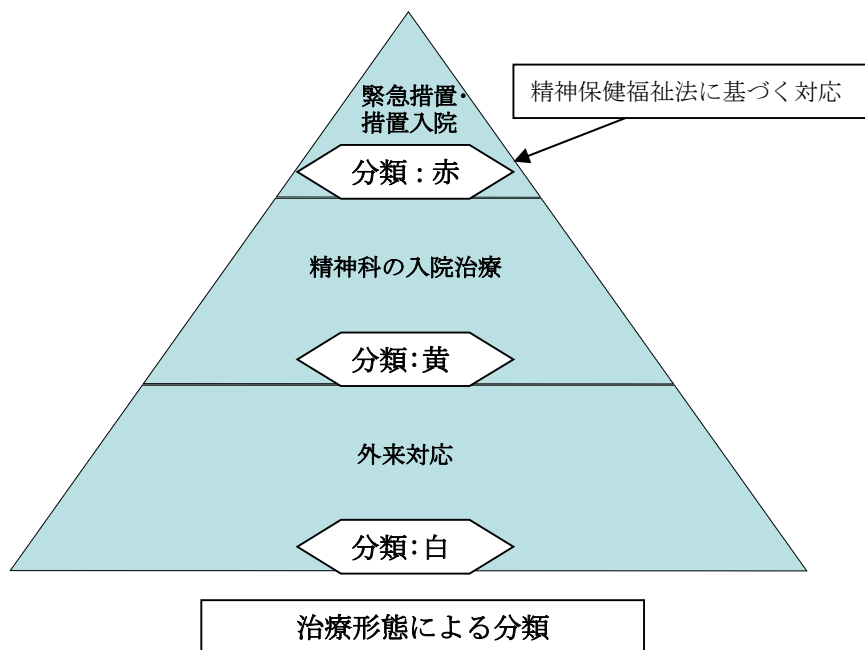 緊急措置・
措置入院
精神保健福祉法に基づく対応
分類：赤
精神科の入院治療
分類：黄
外来対応
分類：白
治療形態による分類